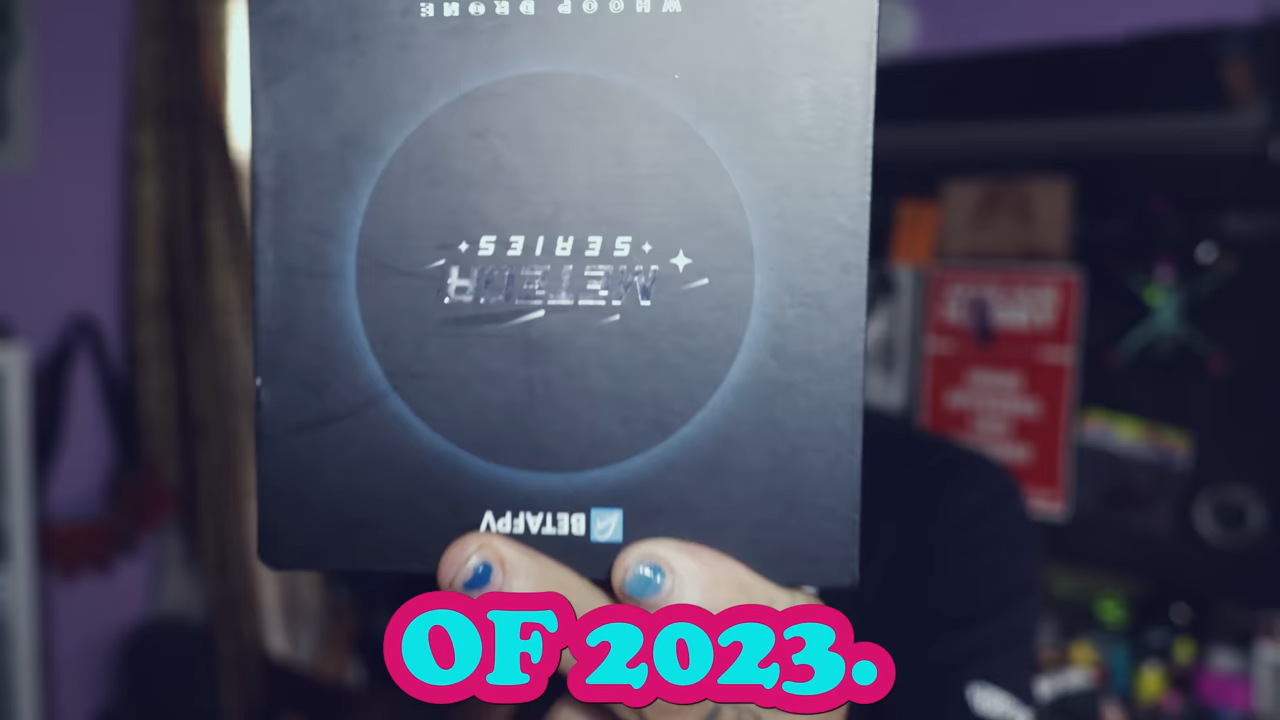 WHOOP DRONE
METEOR
SERIES
BETAFPV
OF 2023.